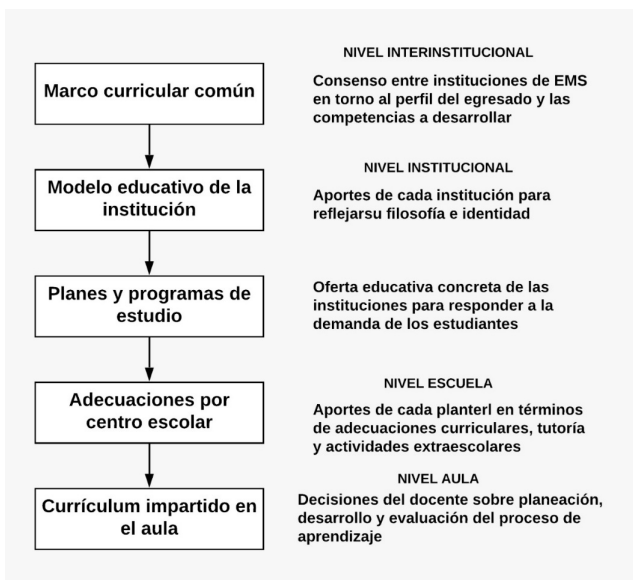 NIVEL INTERINSTITUCIONAL
Marco curricular común
Consenso entre instituciones de EMS
en torno al perfil del egresado y las
competencias a desarrollar
NIVEL INSTITUCIONAL
Modelo educativo de la
institución
Aportes de cada institución para
reflejarsu filosofía e identidad
Planes y programas de
estudio
Oferta educativa concreta de las
instituciones para responder a la
demanda de los estudiantes
NIVEL ESCUELA
Adecuaciones por
centro escolar
Aportes de cada planterl en términos
de adecuaciones curriculares, tutoría
y actividades extraescolares
NIVEL AULA
Currículum impartido en
el aula
Decisiones del docente sobre planeación,
desarrollo y evaluación del proceso de
aprendizaje